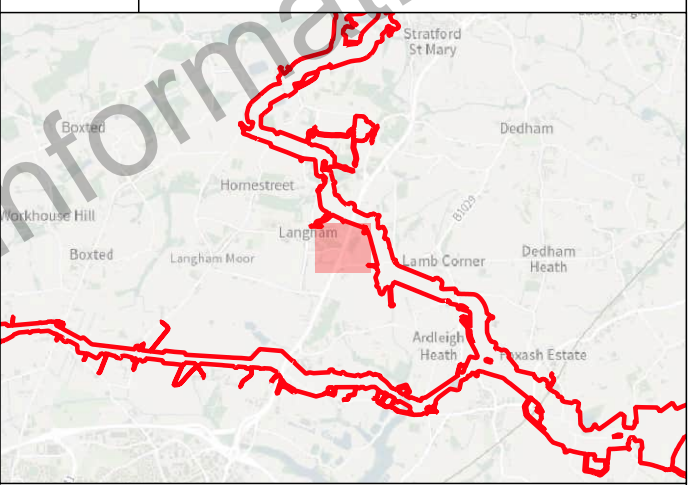 Stratford
St Mary
Boxted
Dedham
Homestreet
B1029
Workhouse Hill
Langham
Boxted
Langham Moor
Lamb Corner
Dedham
Heath
Ardleigh
Heath
Foxash Estate